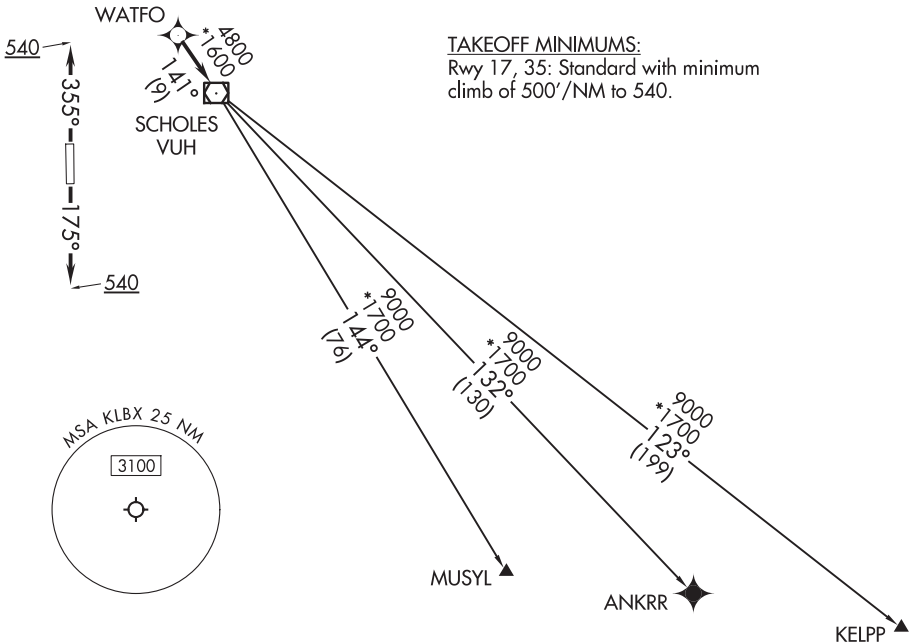 WATFO
4800
*1600
141°
(9)
SCHOLES
VUH
540
355°
175°
540
TAKEOFF MINIMUMS:
Rwy 17, 35: Standard with minimum
climb of 500'/NM to 540.
9000
*1700
144°
(76)
9000
*1700
132°
(130)
9000
*1700
123°
(199)
MSA KLBX 25 NM
3100
MUSYL
ANKRR
KELPP